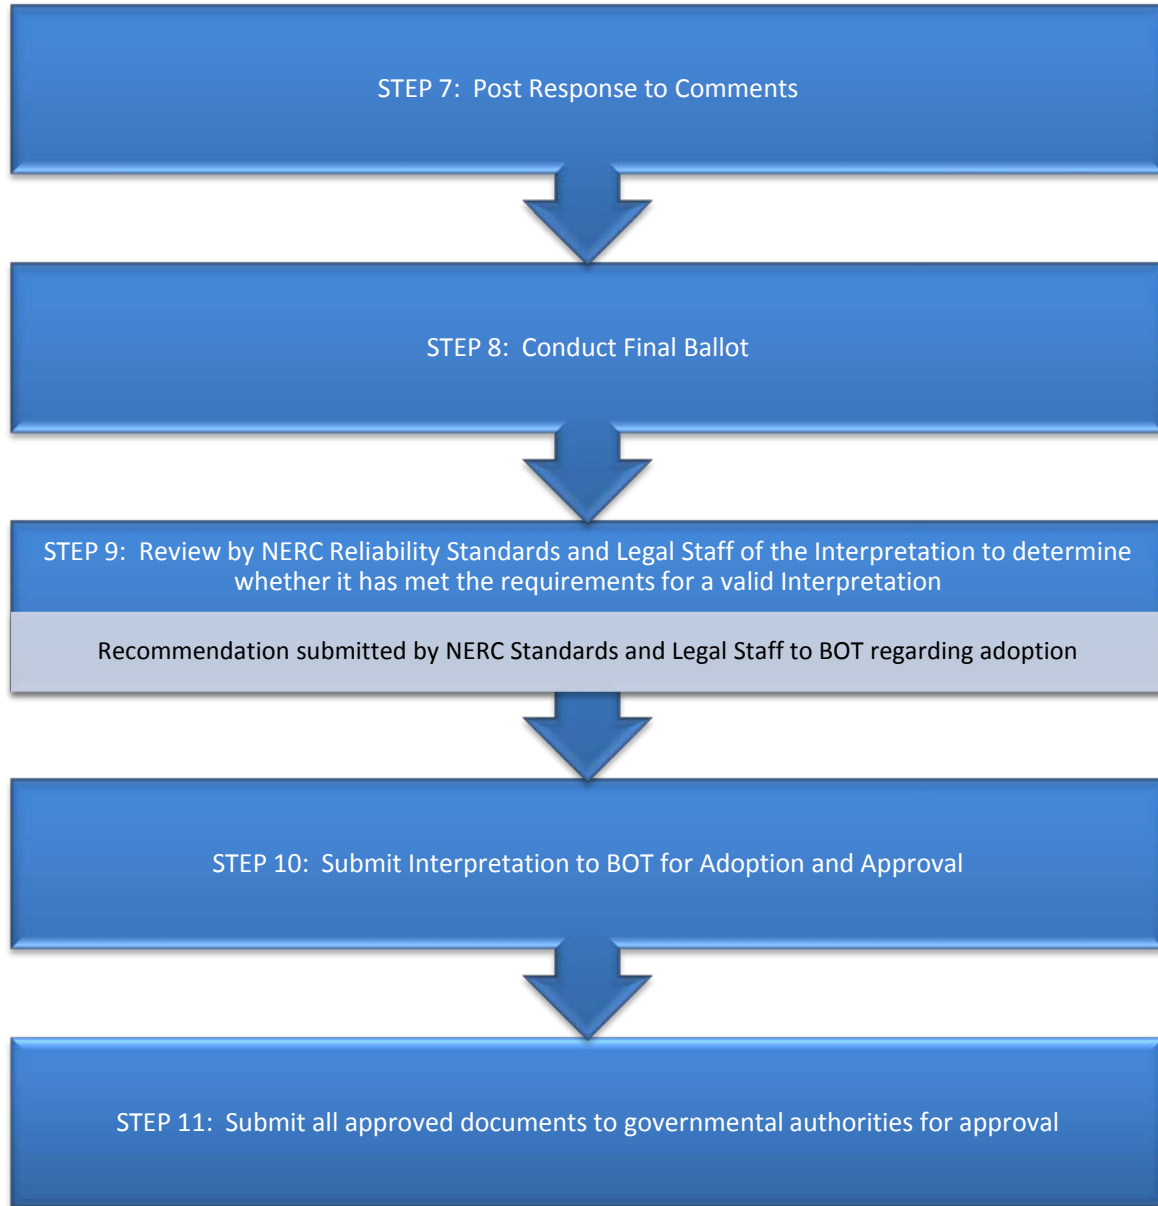 STEP 7:  Post Response to Comments
STEP 8:  Conduct Final Ballot
STEP 9:  Review by NERC Reliability Standards and Legal Staff of the Interpretation to determine
whether it has met the requirements for a valid Interpretation
Recommendation submitted by NERC Standards and Legal Staff to BOT regarding adoption
STEP 10:  Submit Interpretation to BOT for Adoption and Approval
STEP 11:  Submit all approved documents to governmental authorities for approval